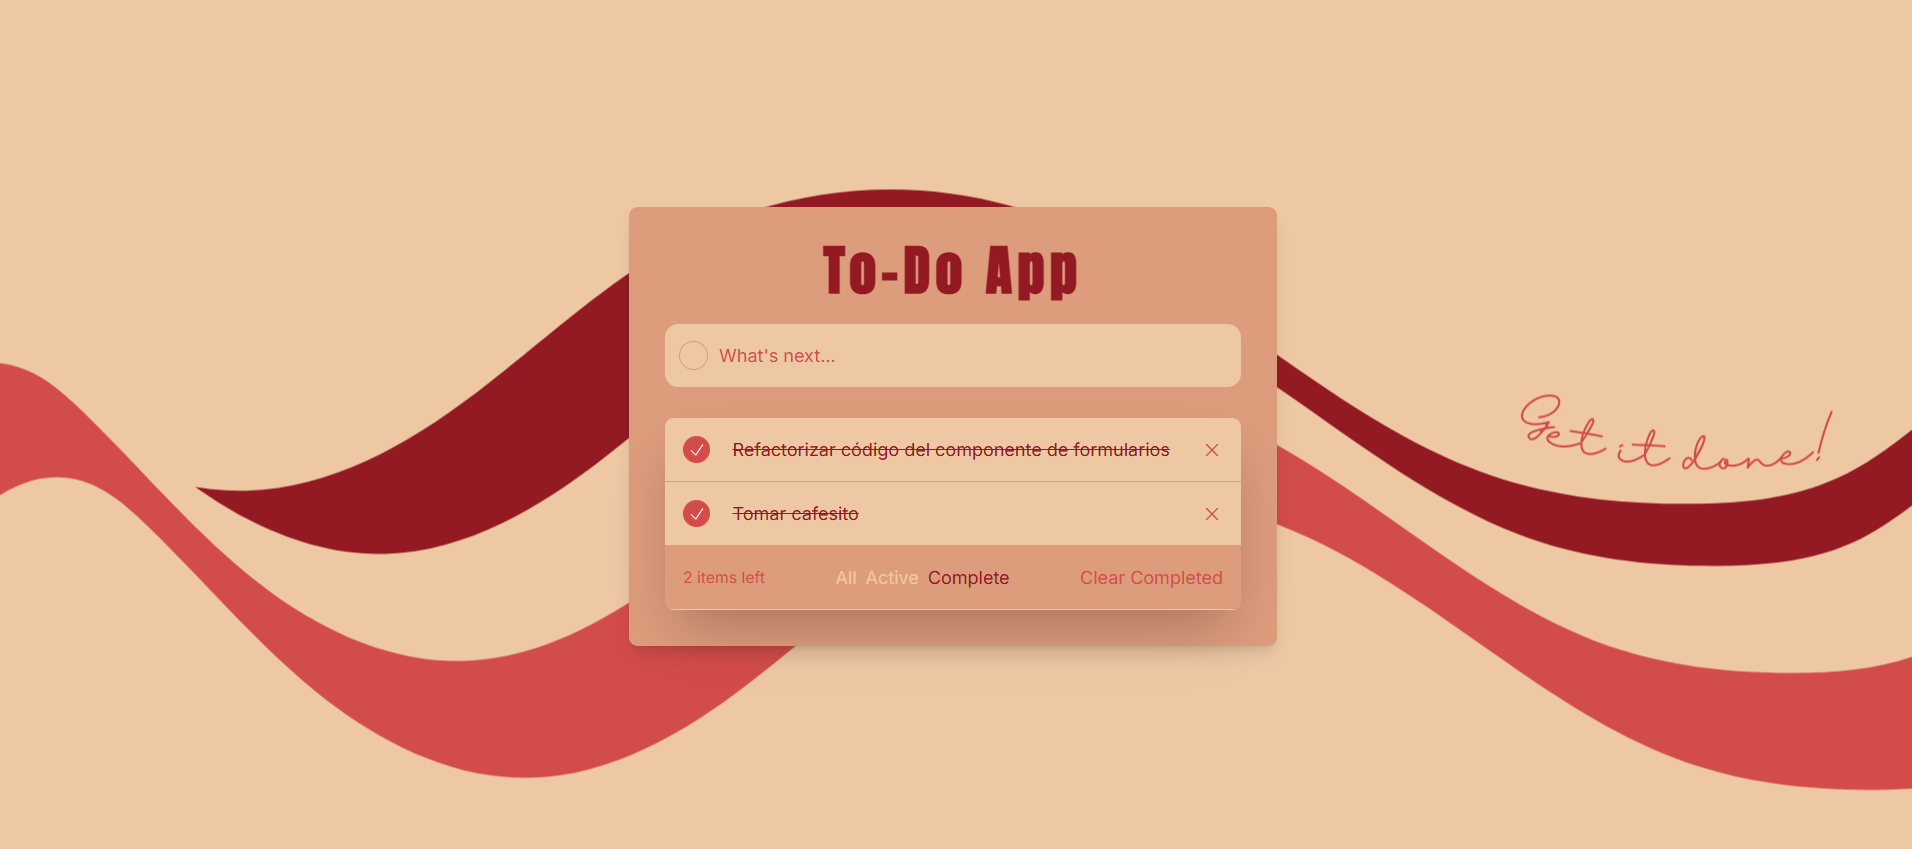 To-Do App
What's next...
Get it done!
Refactorizar código del componente de formularios
Tomar cafesito
2 items left All Active Complete Clear Completed